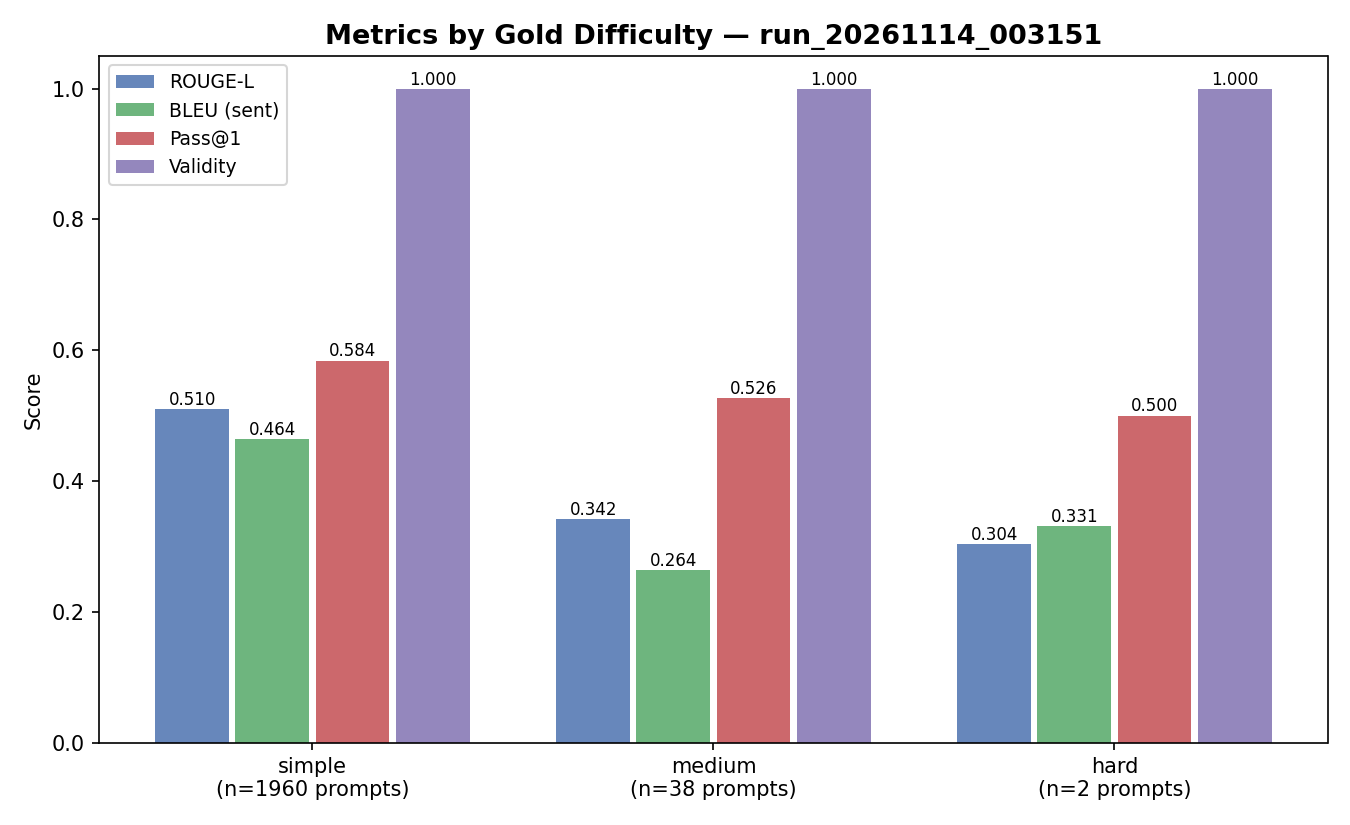 Metrics by Gold Difficulty — run_20261114_003151
ROUGE-L
BLEU (sent)
Pass@1
Validity
Score
1.0
0.8
0.6
0.4
0.2
0.0
0.510
0.464
0.584
1.000
0.342
0.264
0.526
1.000
0.304
0.331
0.500
1.000
simple
(n=1960 prompts)
medium
(n=38 prompts)
hard
(n=2 prompts)